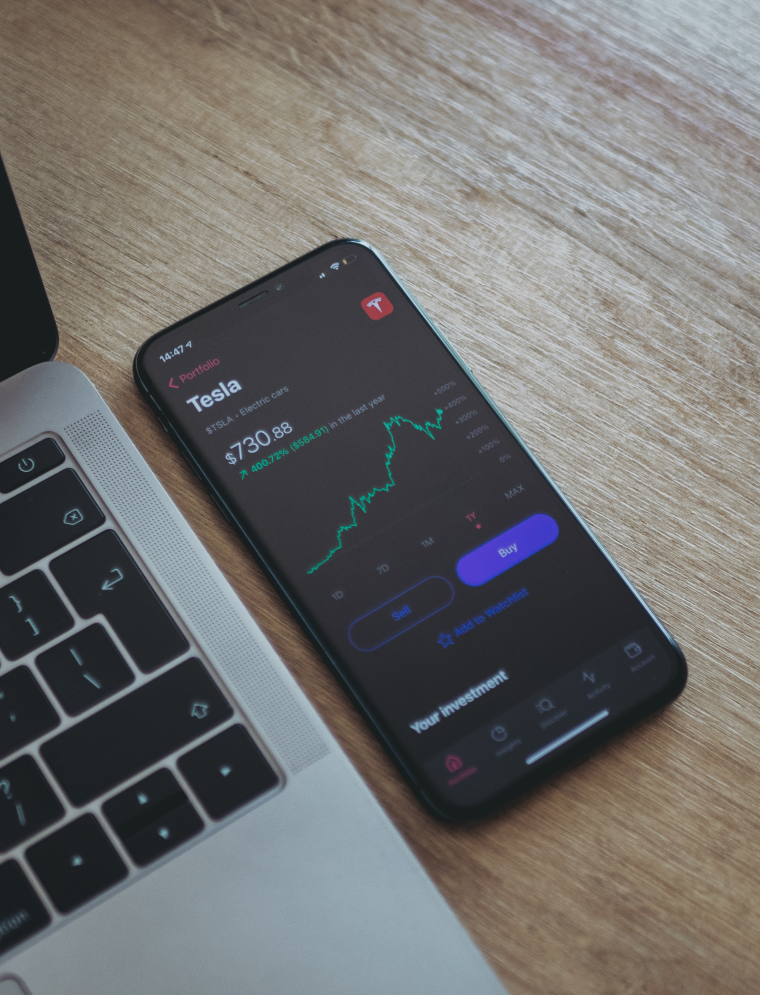 14:47
Portfolio
Tesla
$TSLA • Electric cars
$730.88
400.72% ($584.91) in the last year
+500%
+400%
+300%
+200%
+100%
0%
1D
7D
1M
1Y
MAX
Sell
Buy
Add to Watchlist
Your investment
Portfolio
Insights
Discover
Activity
Account
}
]
|
\
?